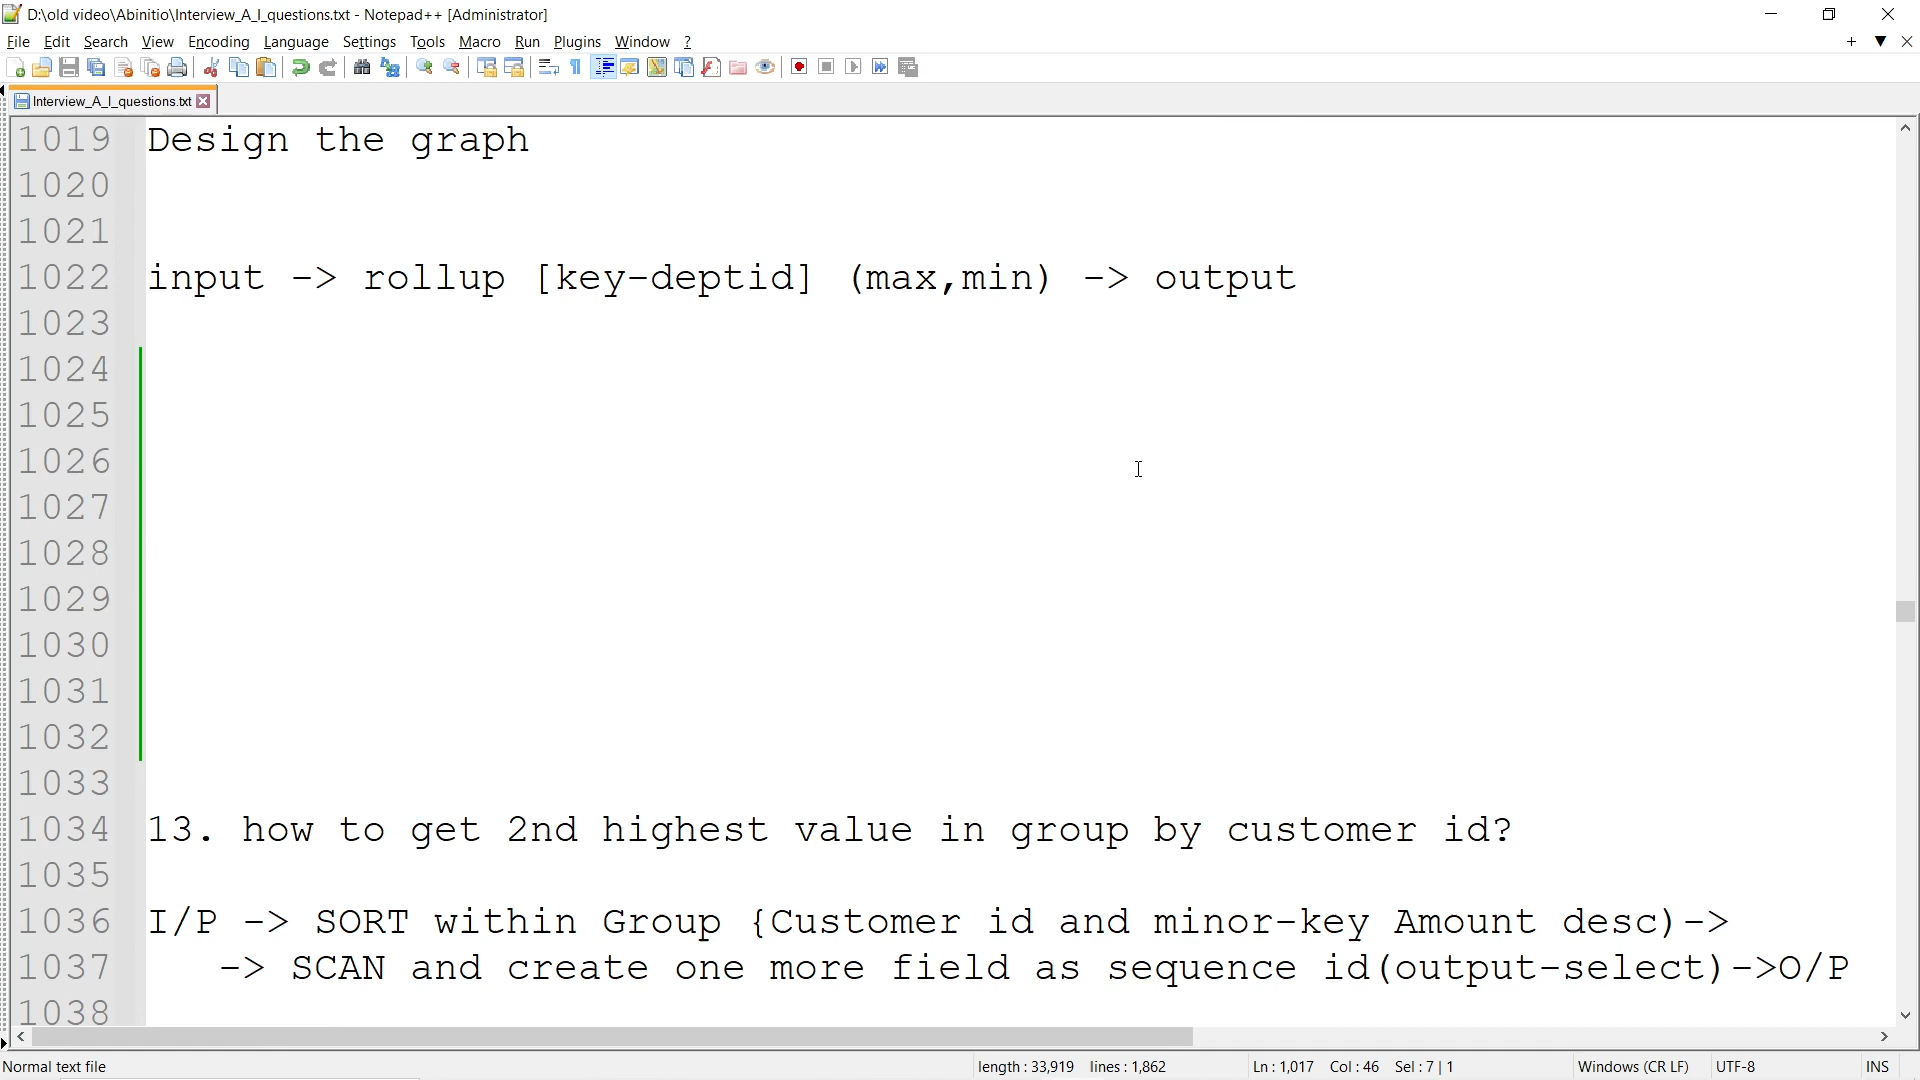 D:\old video\Abinitio\Interview_A_I_questions.txt - Notepad++ [Administrator]
File Edit Search View Encoding Language Settings Tools Macro Run Plugins Window ?
Interview_A_I_questions.txt
1019 Design the graph
1020
1021
1022 input -> rollup [key-deptid] (max,min) -> output
1023
1024
1025
1026
1027
1028
1029
1030
1031
1032
1033
1034 13. how to get 2nd highest value in group by customer id?
1035
1036 I/P -> SORT within Group {Customer id and minor-key Amount desc)->
1037 -> SCAN and create one more field as sequence id(output-select)->O/P
1038
Normal text file length : 33,919 lines : 1,862 Ln : 1,017 Col : 46 Sel : 7 | 1 Windows (CR LF) UTF-8 INS